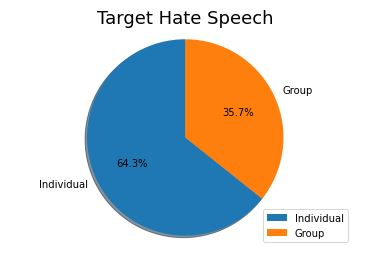 Target Hate Speech
Group
35.7%
64.3%
Individual
Individual
Group